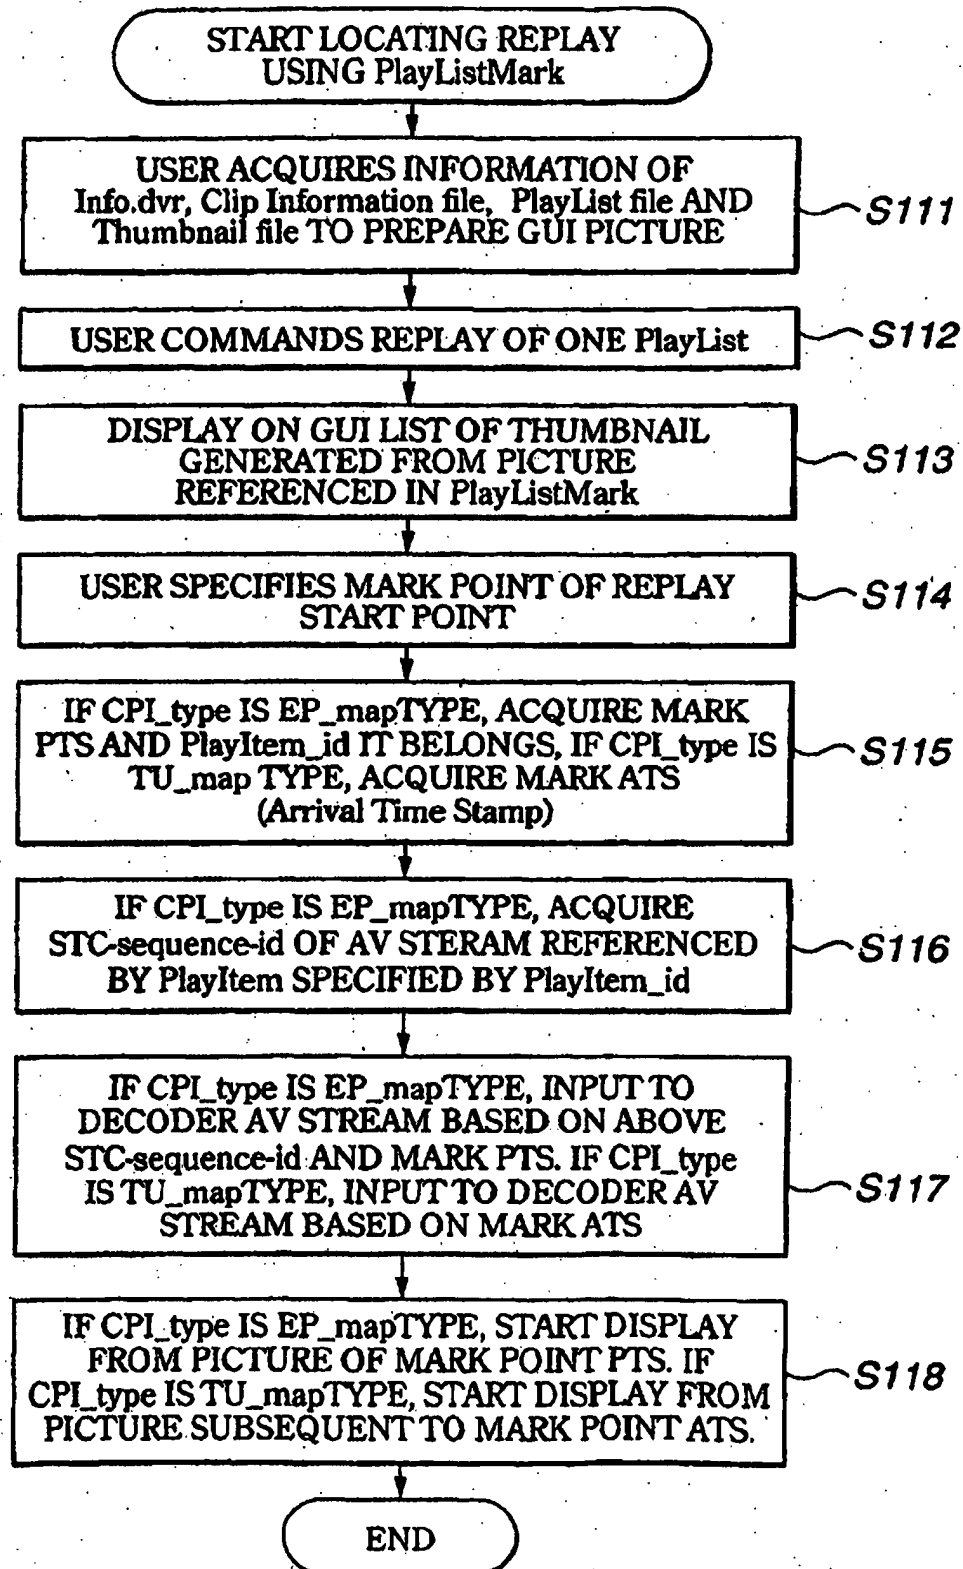 START LOCATING REPLAY
USING PlayListMark
USER ACQUIRES INFORMATION OF
Info.dvr, Clip Information file, PlayList file AND
Thumbnail file TO PREPARE GUI PICTURE
S111
USER COMMANDS REPLAY OF ONE PlayList
S112
DISPLAY ON GUI LIST OF THUMBNAIL
GENERATED FROM PICTURE
REFERENCED IN PlayListMark
S113
USER SPECIFIES MARK POINT OF REPLAY
START POINT
S114
IF CPI_type IS EP_mapTYPE, ACQUIRE MARK
PTS AND PlayItem_id IT BELONGS, IF CPI_type IS
TU_map TYPE, ACQUIRE MARK ATS
(Arrival Time Stamp)
S115
IF CPI_type IS EP_mapTYPE, ACQUIRE
STC-sequence-id OF AV STERAM REFERENCED
BY PlayItem SPECIFIED BY PlayItem_id
S116
IF CPI_type IS EP_mapTYPE, INPUT TO
DECODER AV STREAM BASED ON ABOVE
STC-sequence-id AND MARK PTS. IF CPI_type
IS TU_mapTYPE, INPUT TO DECODER AV
STREAM BASED ON MARK ATS
S117
IF CPI_type IS EP_mapTYPE, START DISPLAY
FROM PICTURE OF MARK POINT PTS. IF
CPI_type IS TU_mapTYPE, START DISPLAY FROM
PICTURE SUBSEQUENT TO MARK POINT ATS.
S118
END